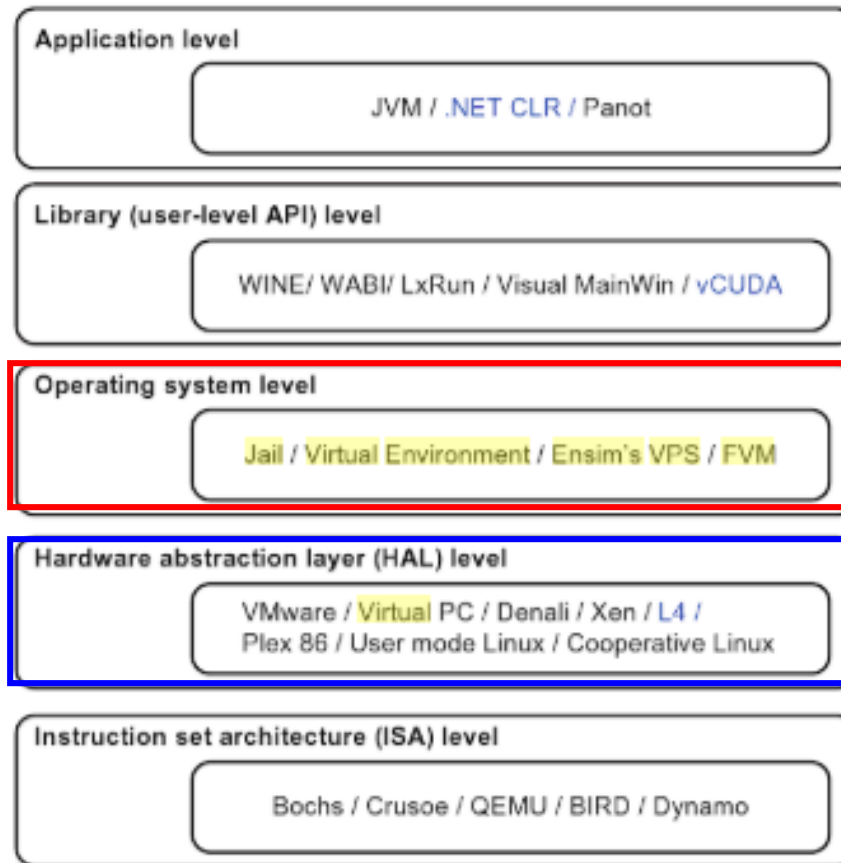 Application level
JVM / .NET CLR / Panot
Library (user-level API) level
WINE/ WABI/ LxRun / Visual MainWin / vCUDA
Operating system level
Jail / Virtual Environment / Ensim's VPS / FVM
Hardware abstraction layer (HAL) level
VMware / Virtual PC / Denali / Xen / L4 /
Plex 86 / User mode Linux / Cooperative Linux
Instruction set architecture (ISA) level
Bochs / Crusoe / QEMU / BIRD / Dynamo